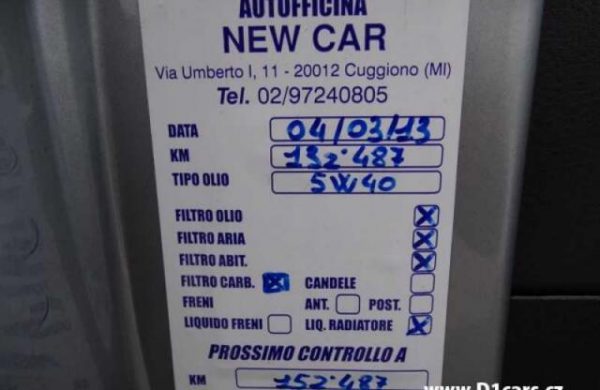 AUTOFFICINA
NEW CAR
Via Umberto I, 11 - 20012 Cuggiono (MI)
Tel. 02/97240805
DATA 04/03/13
KM 132·487
TIPO OLIO 5W40
FILTRO OLIO X
FILTRO ARIA X
FILTRO ABIT. X
FILTRO CARB. X CANDELE
FRENI ANT. POST.
LIQUIDO FRENI LIQ. RADIATORE X
PROSSIMO CONTROLLO A
KM 152·487
www.D1cars.cz